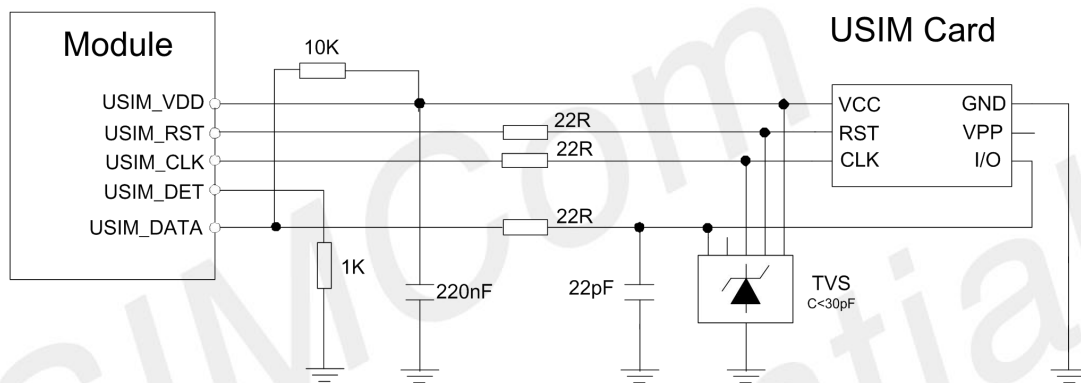 Module
USIM Card
10K
USIM_VDD
USIM_RST
USIM_CLK
USIM_DET
USIM_DATA
22R
22R
22R
VCC
RST
CLK
GND
VPP
I/O
1K
220nF
22pF
TVS
C<30pF
SIMCom